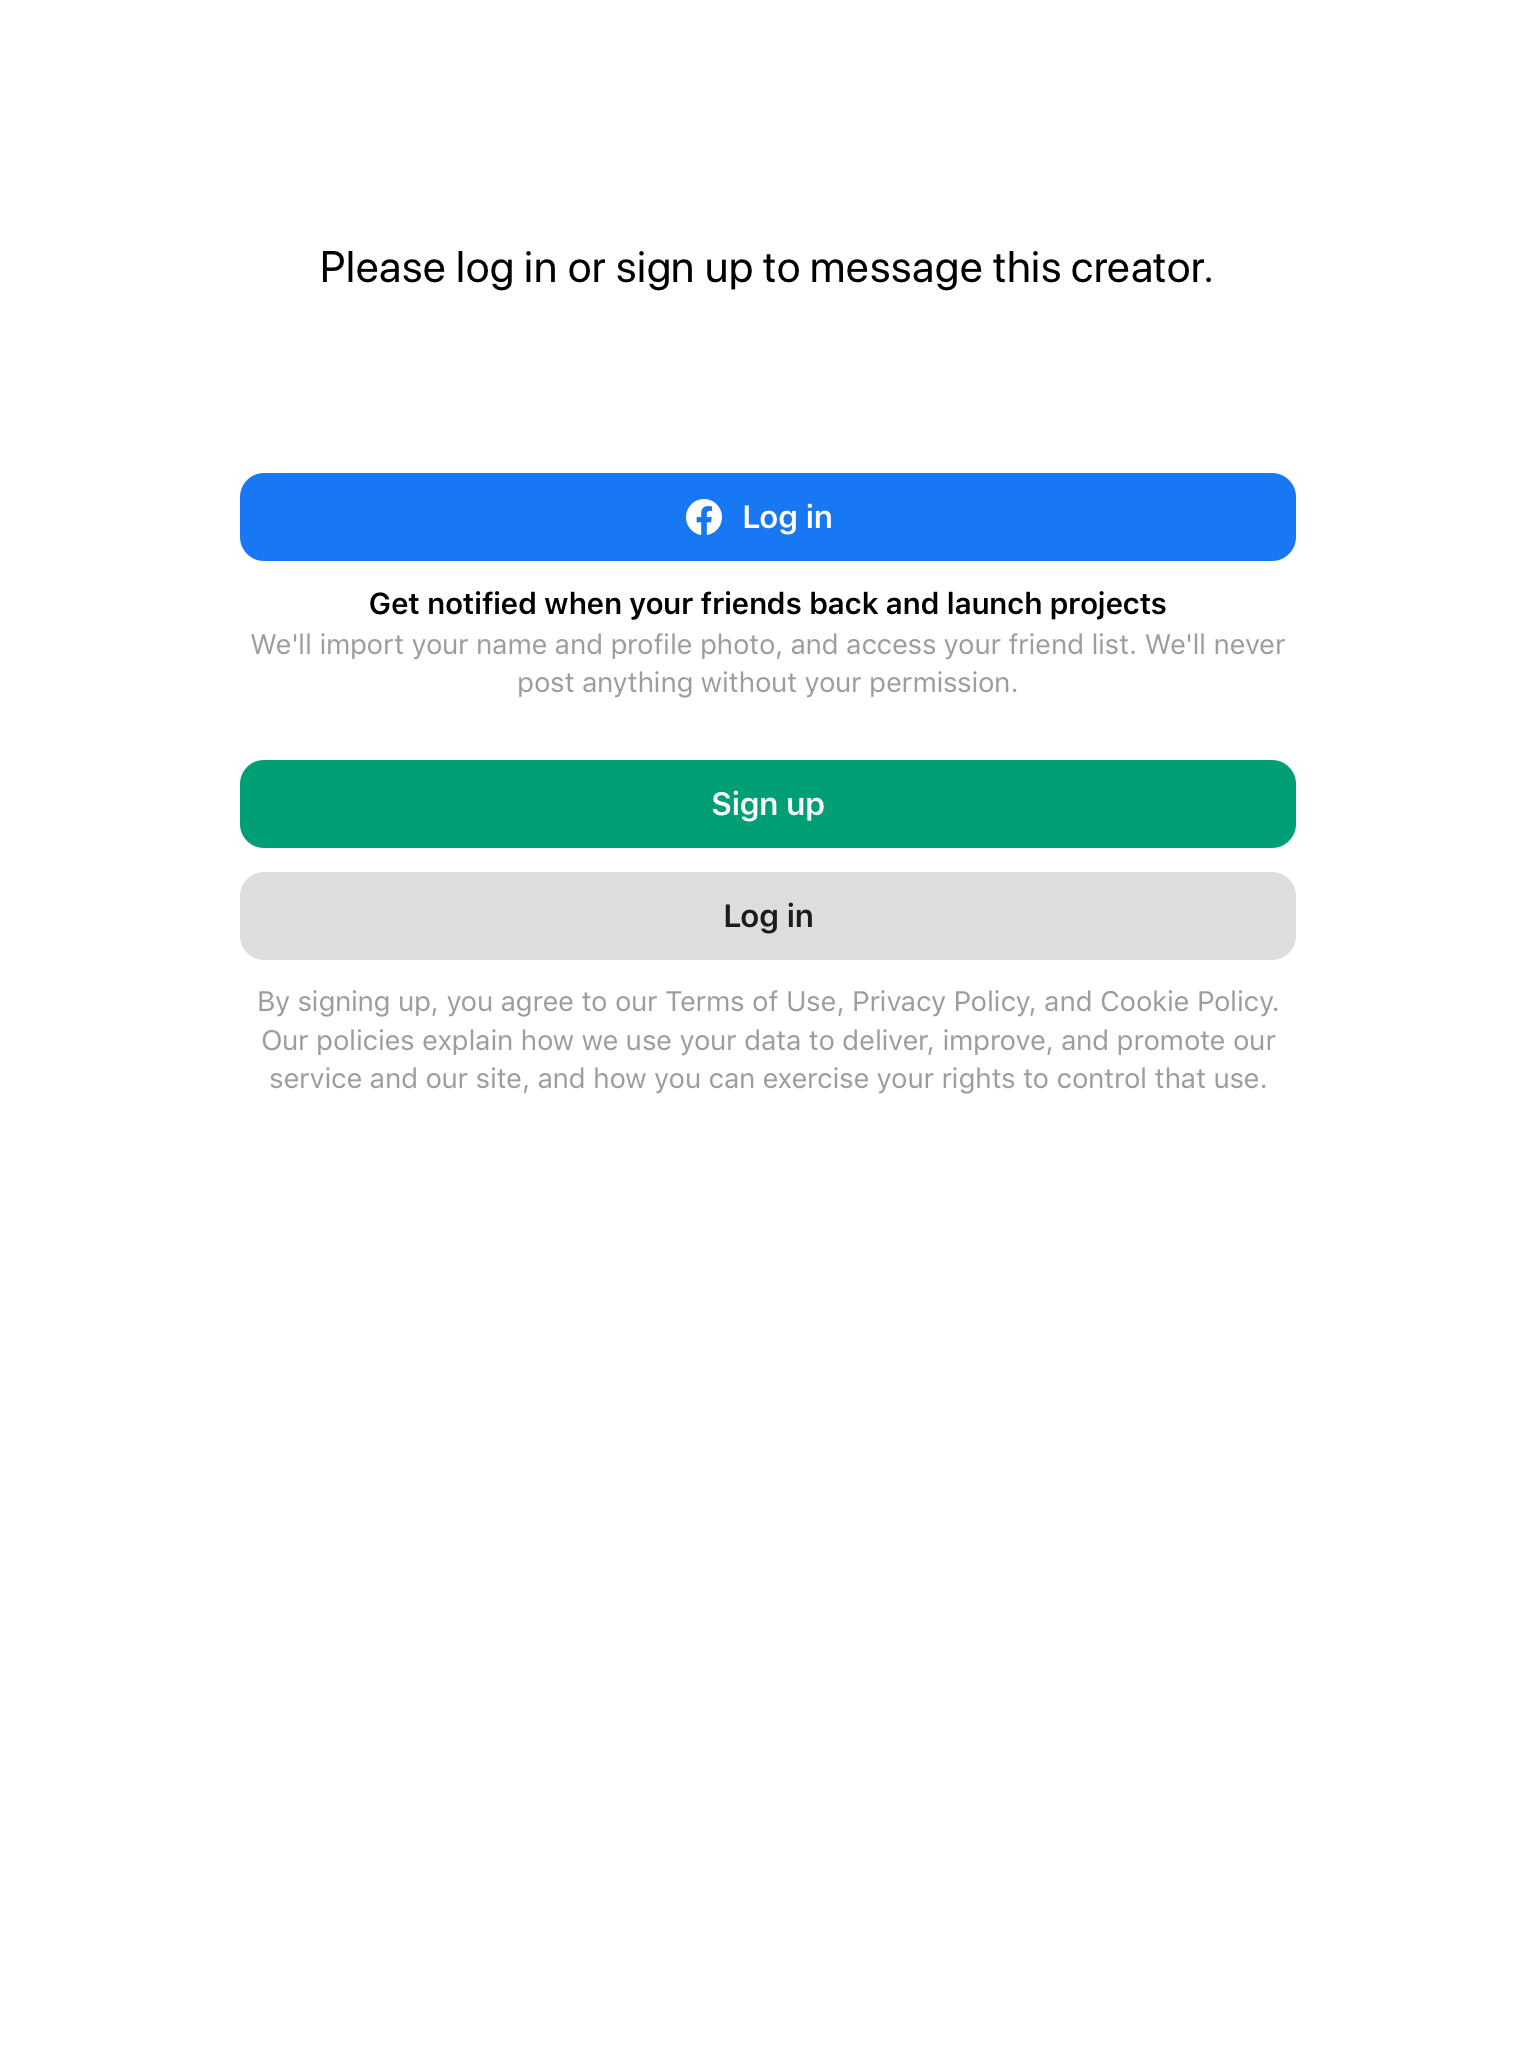 Please log in or sign up to message this creator.
Log in
Get notified when your friends back and launch projects
We'll import your name and profile photo, and access your friend list. We'll never
post anything without your permission.
Sign up
Log in
By signing up, you agree to our Terms of Use, Privacy Policy, and Cookie Policy.
Our policies explain how we use your data to deliver, improve, and promote our
service and our site, and how you can exercise your rights to control that use.